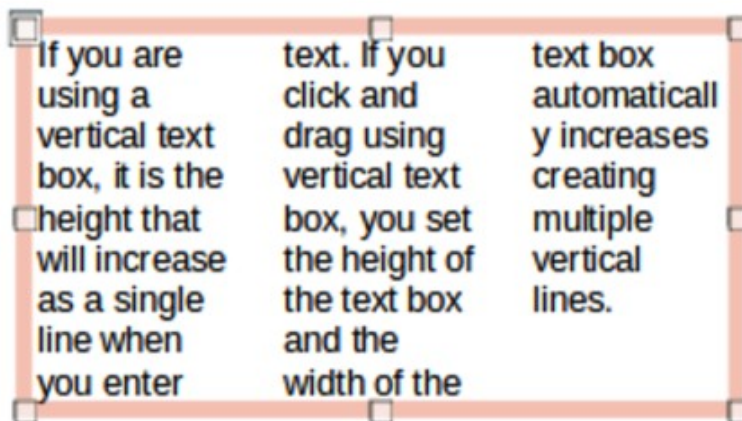 If you are
using a
vertical text
box, it is the
height that
will increase
as a single
line when
you enter
text. If you
click and
drag using
vertical text
box, you set
the height of
the text box
and the
width of the
text box
automaticall
y increases
creating
multiple
vertical
lines.